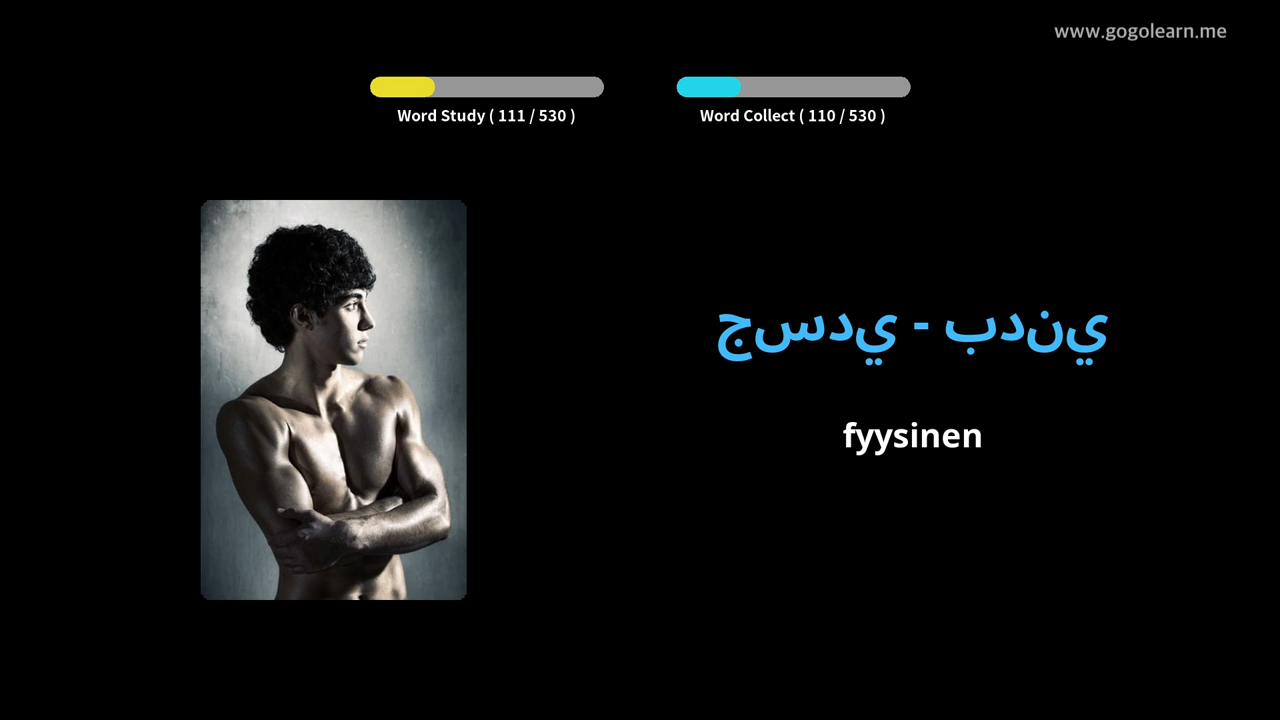 www.gogolearn.me
Word Study ( 111 / 530 )
Word Collect ( 110 / 530 )
جسدي - بدني
fyysinen